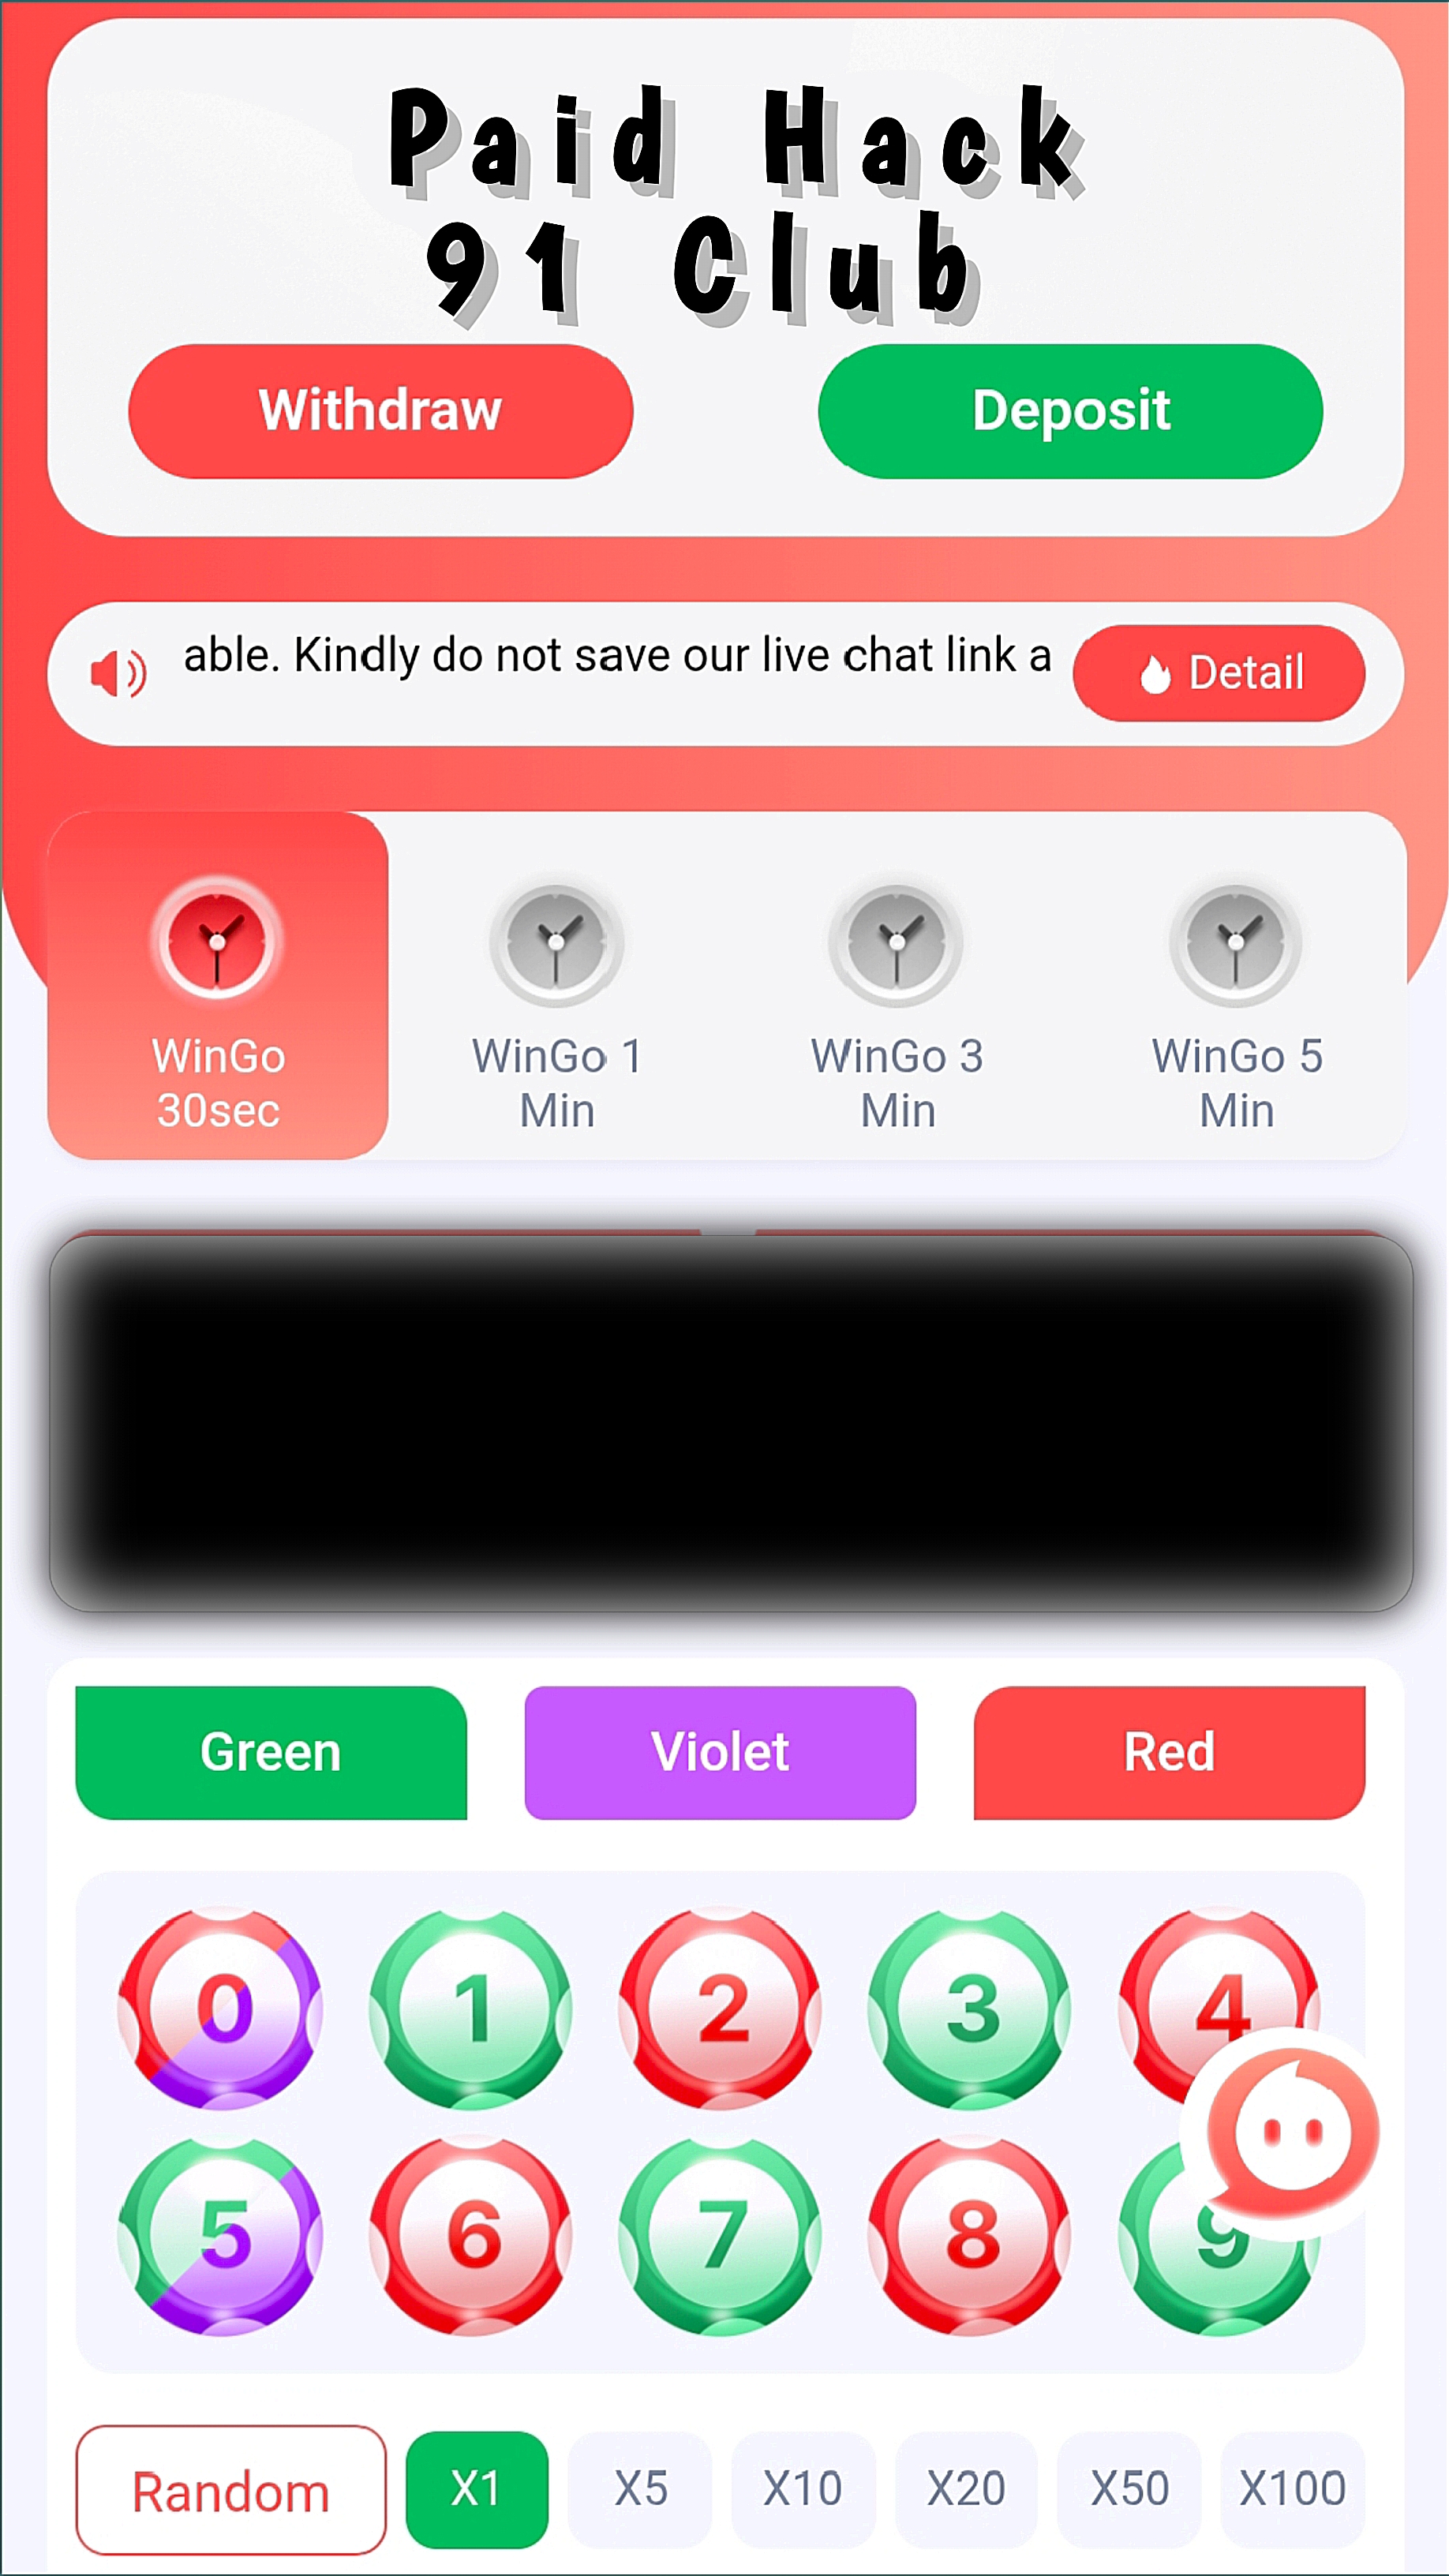 Paid Hack
91 Club
Withdraw
Deposit
able. Kindly do not save our live chat link a
Detail
WinGo
30sec
WinGo 1
Min
WinGo 3
Min
WinGo 5
Min
Green
Violet
Red
0
1
2
3
4
5
6
7
8
9
Random
X1
X5
X10
X20
X50
X100